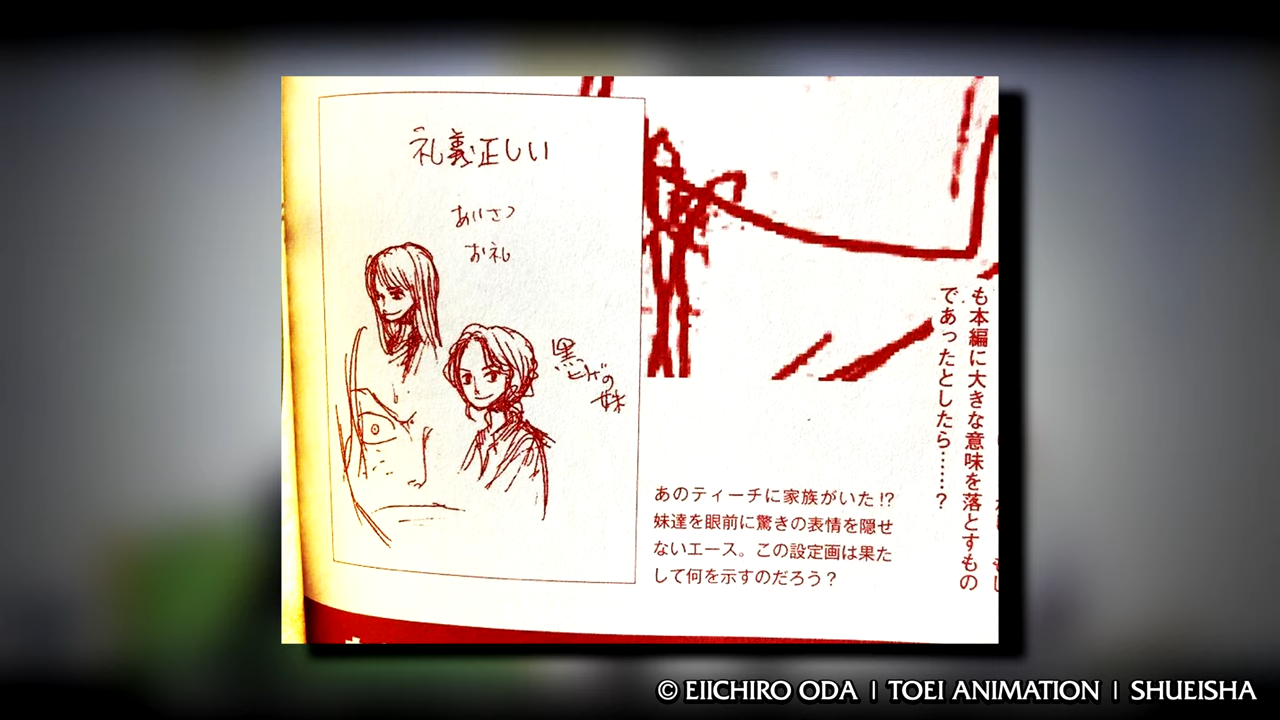 礼義正しい
あいさつ
お礼
黒ヒゲの
妹
も本編に大きな意味を落とすもの
であったとしたら……？
あのティーチに家族がいた!?
妹達を眼前に驚きの表情を隠せ
ないエース。この設定画は果た
して何を示すのだろう？
© EIICHIRO ODA | TOEI ANIMATION | SHUEISHA